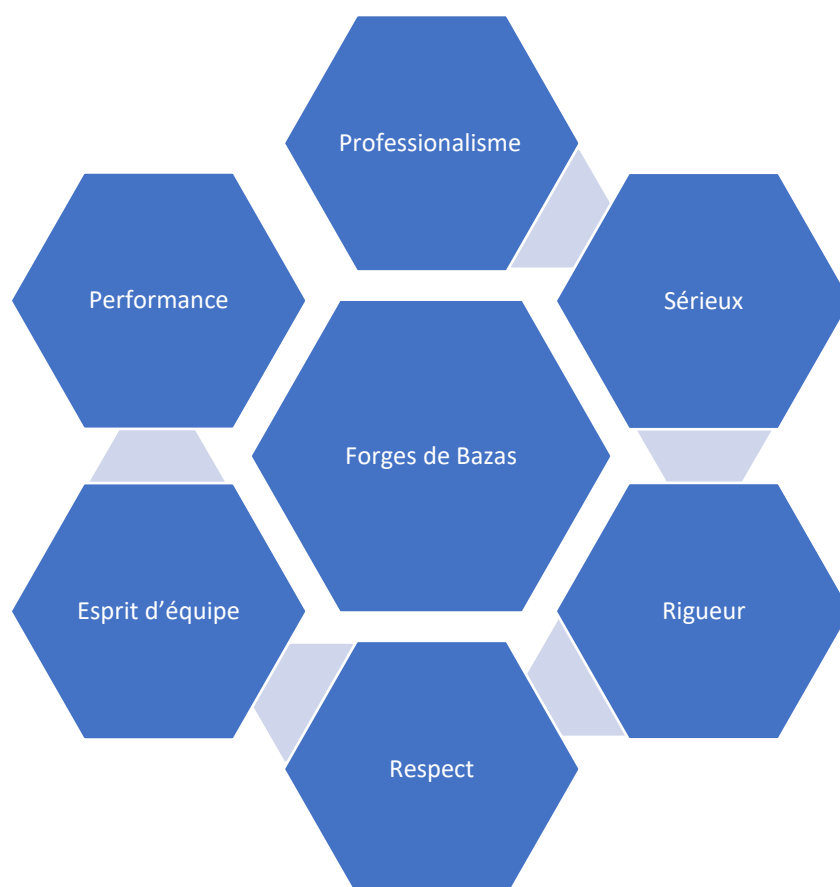 Professionalisme
Performance
Sérieux
Forges de Bazas
Esprit d’équipe
Rigueur
Respect